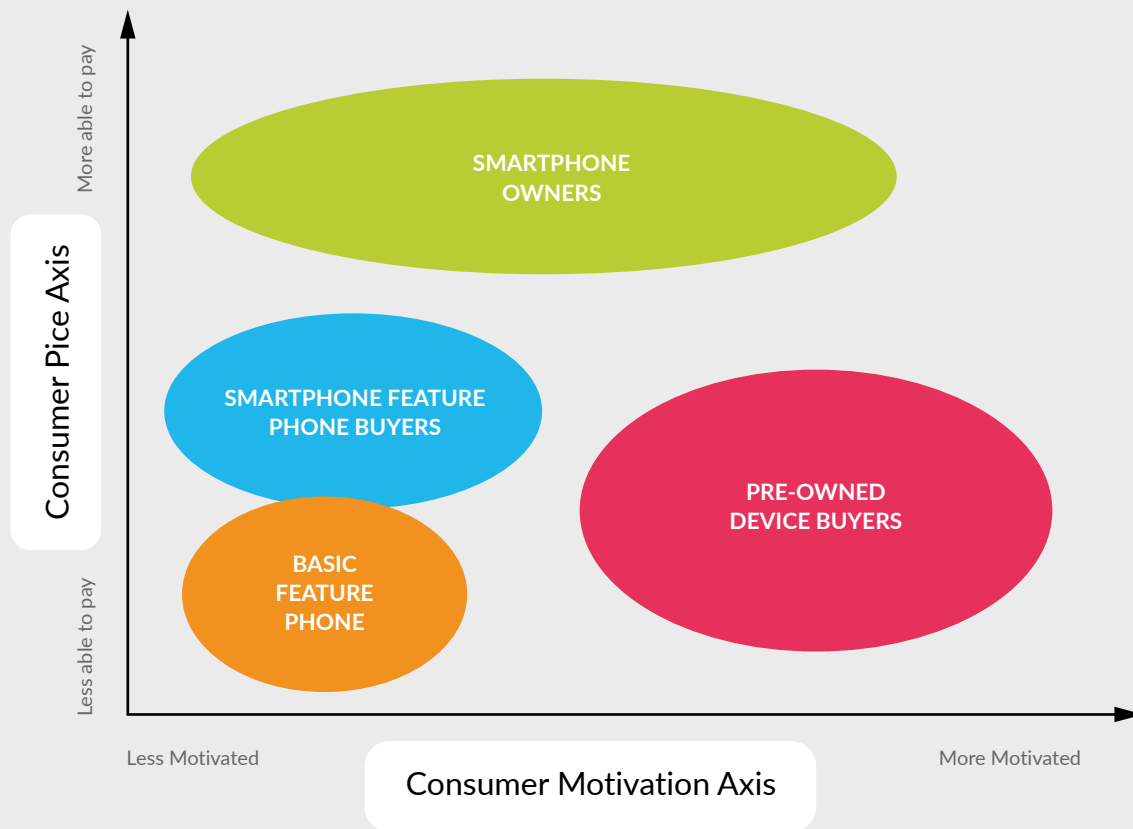 More able to pay
SMARTPHONE
OWNERS
Consumer Pice Axis
SMARTPHONE FEATURE
PHONE BUYERS
PRE-OWNED
DEVICE BUYERS
BASIC
FEATURE
PHONE
Less able to pay
Less Motivated
More Motivated
Consumer Motivation Axis